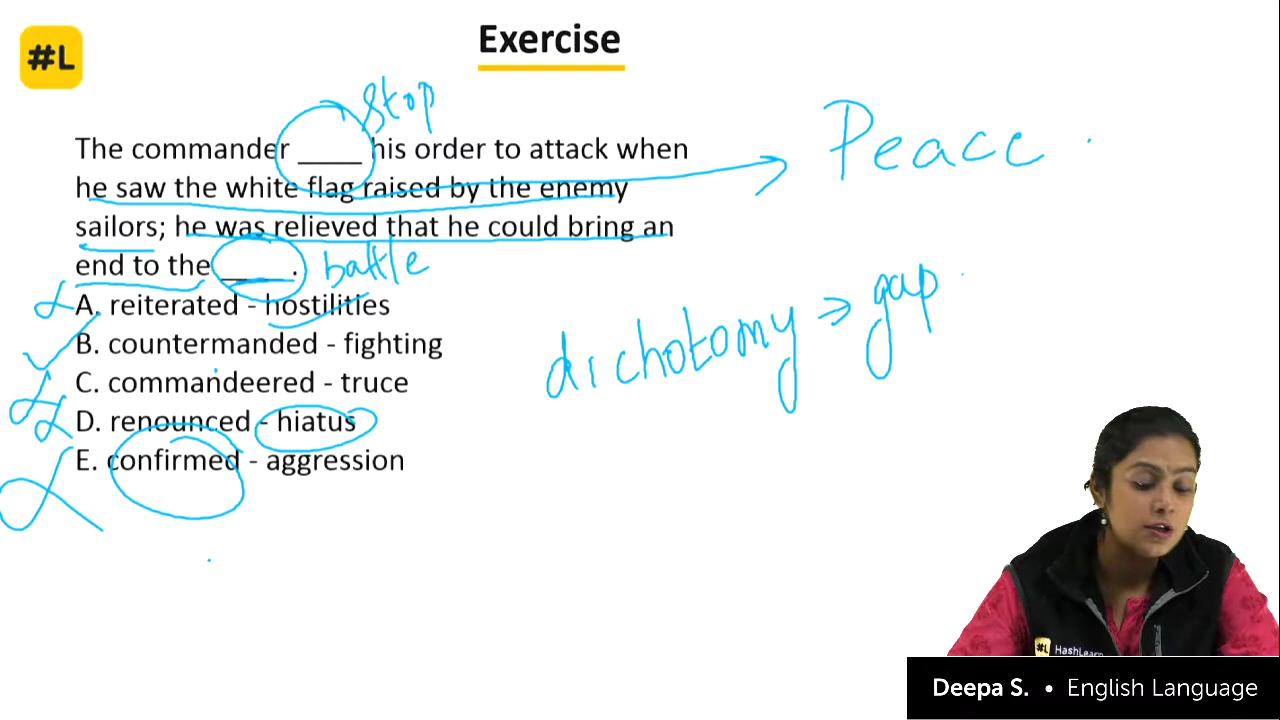 #L
Exercise
stop
The commander _____ his order to attack when
he saw the white flag raised by the enemy
sailors; he was relieved that he could bring an
end to the _____.
battle
Peace
A. reiterated - hostilities
B. countermanded - fighting
C. commandeered - truce
D. renounced - hiatus
E. confirmed - aggression
dichotomy ⇒ gap
#L HashLearn
Deepa S. • English Language